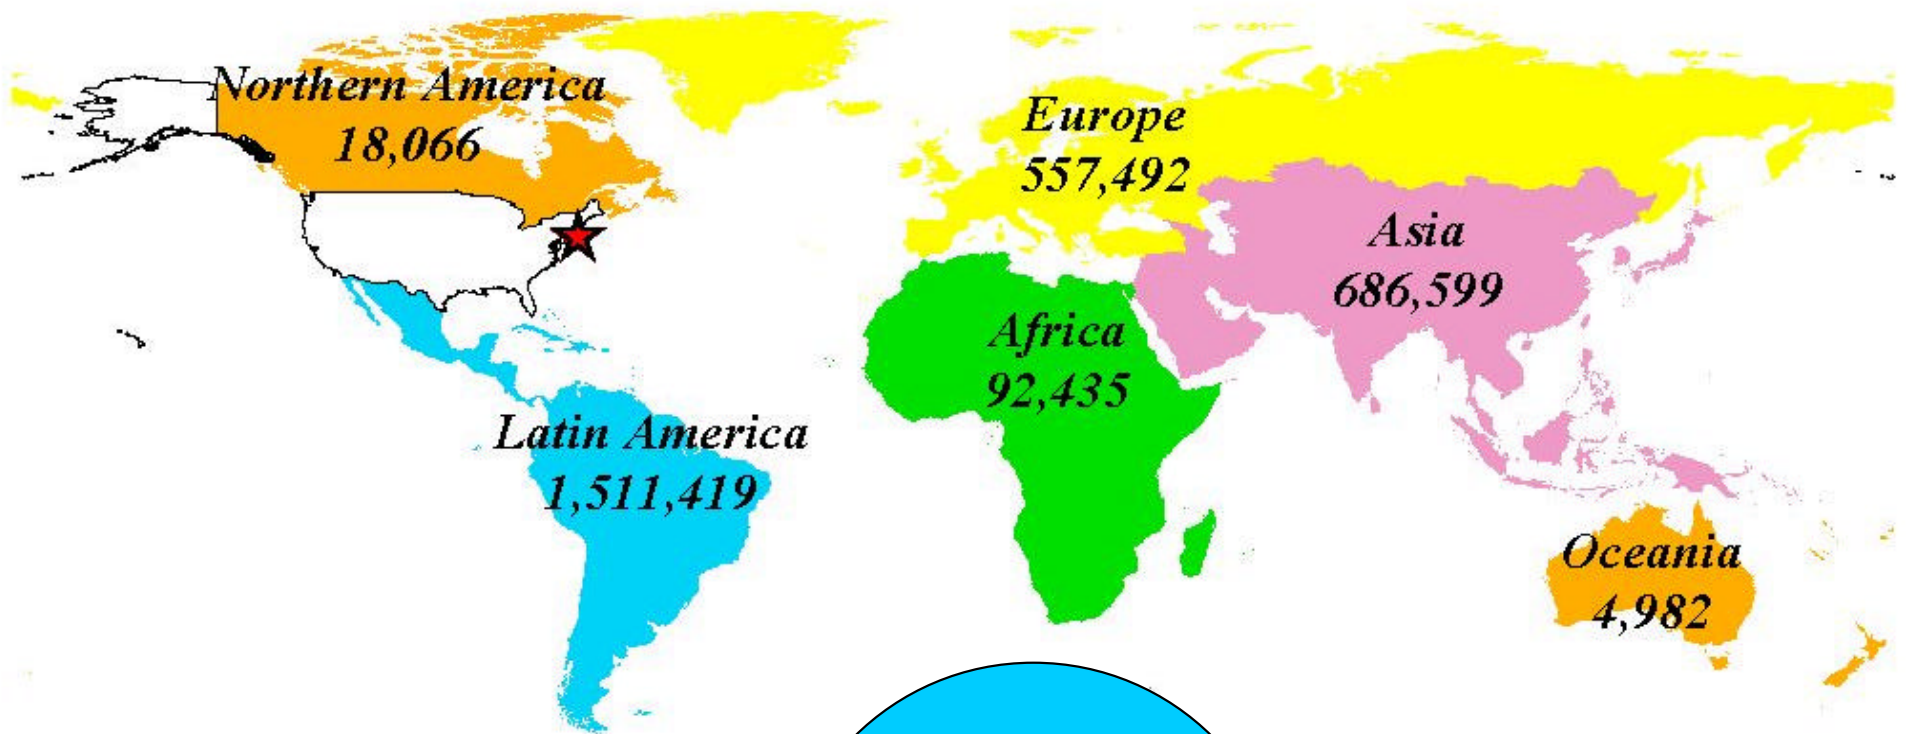 Northern America
18,066
Europe
557,492
Asia
686,599
Africa
92,435
Latin America
1,511,419
Oceania
4,982